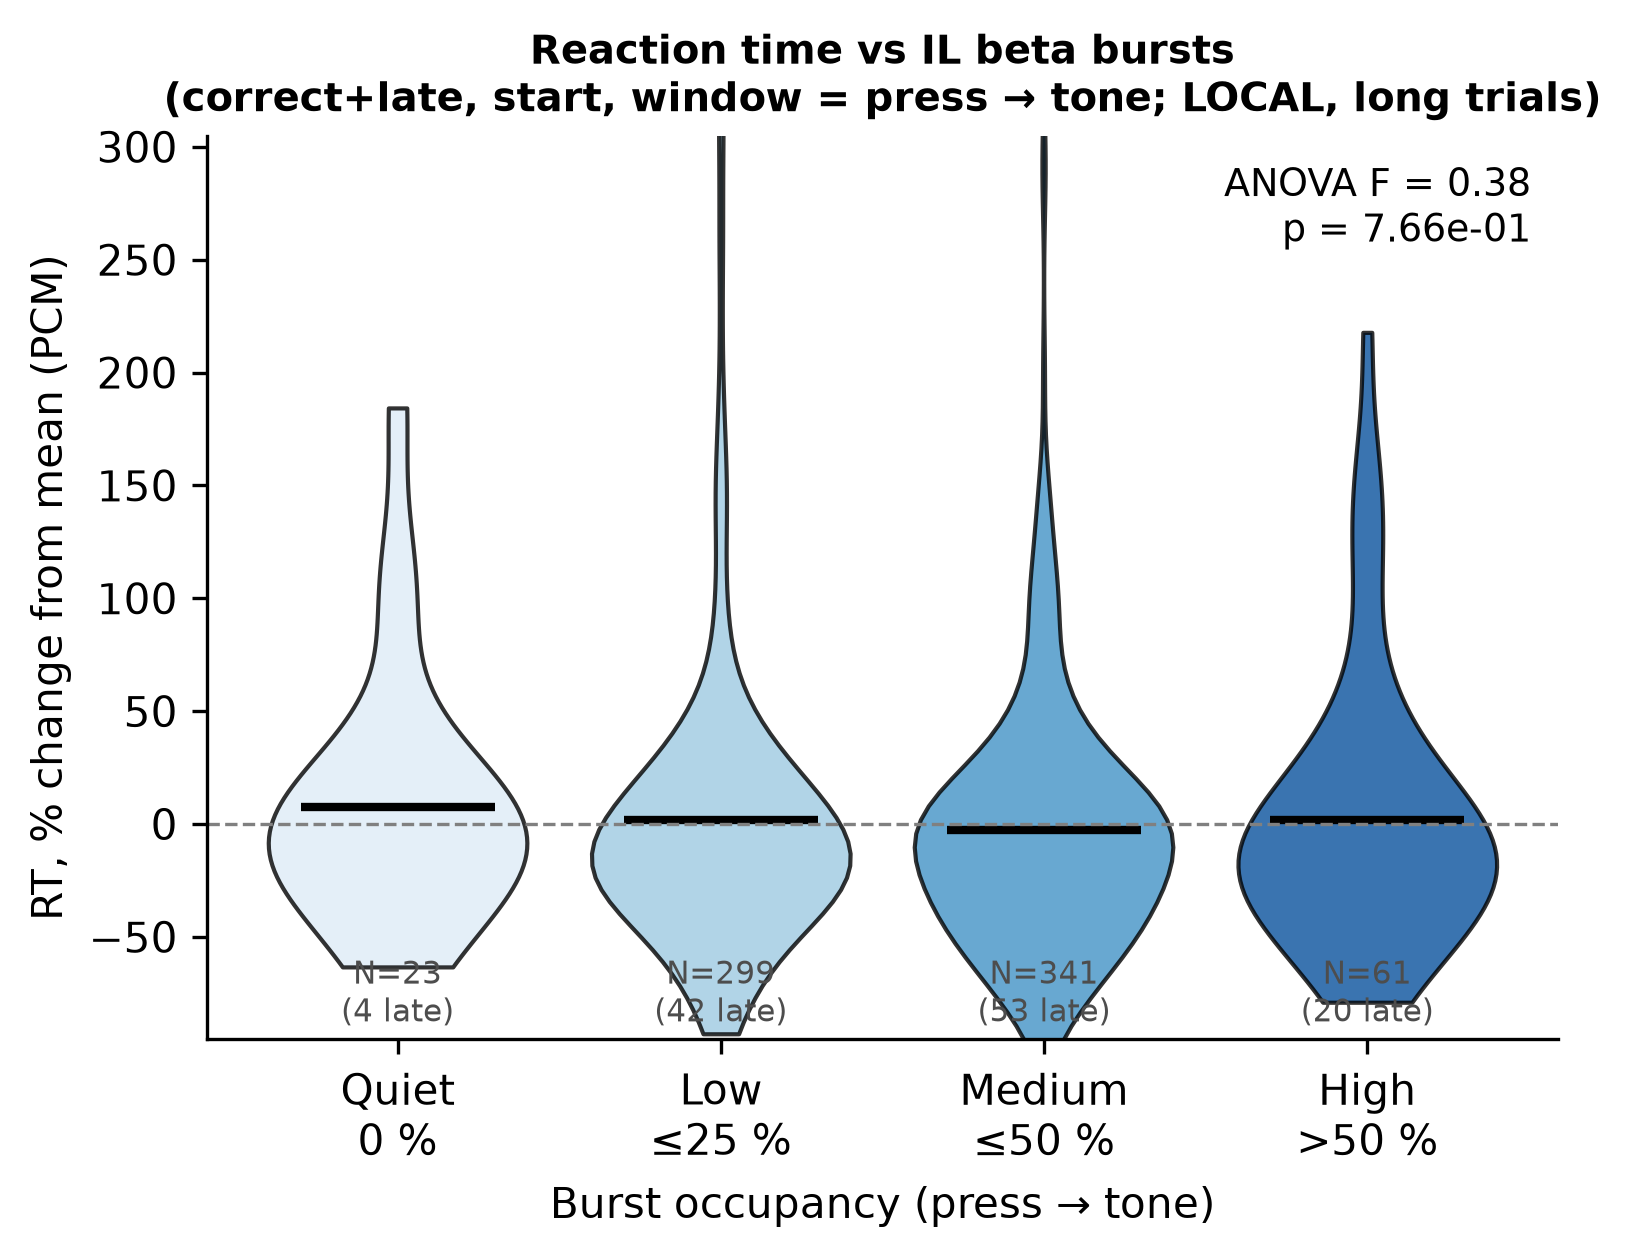 Reaction time vs IL beta bursts
(correct+late, start, window = press → tone; LOCAL, long trials)
ANOVA F = 0.38
p = 7.66e-01
RT, % change from mean (PCM)
300
250
200
150
100
50
0
−50
N=23
(4 late)
N=299
(42 late)
N=341
(53 late)
N=61
(20 late)
Quiet
0 %
Low
≤25 %
Medium
≤50 %
High
>50 %
Burst occupancy (press → tone)